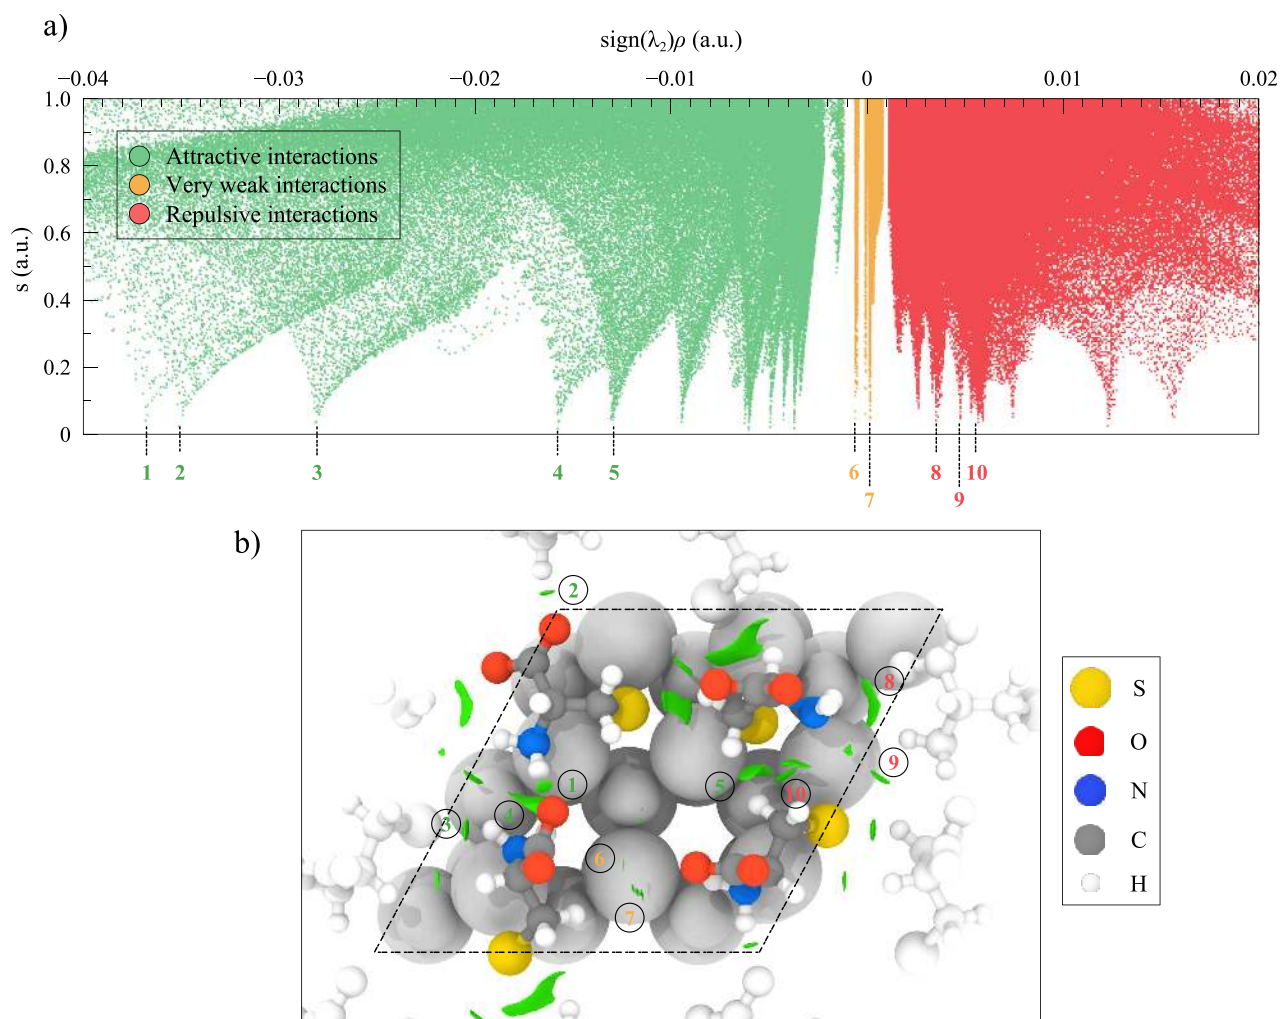 a)
sign(λ₂)ρ (a.u.)
−0.04 −0.03 −0.02 −0.01 0 0.01 0.02
1.0
0.8
0.6
0.4
0.2
0
s (a.u.)
Attractive interactions
Very weak interactions
Repulsive interactions
1 2 3 4 5 6 8 10
7 9
b)
2
8
9
1 5 10
4
3
6
7
S
O
N
C
H